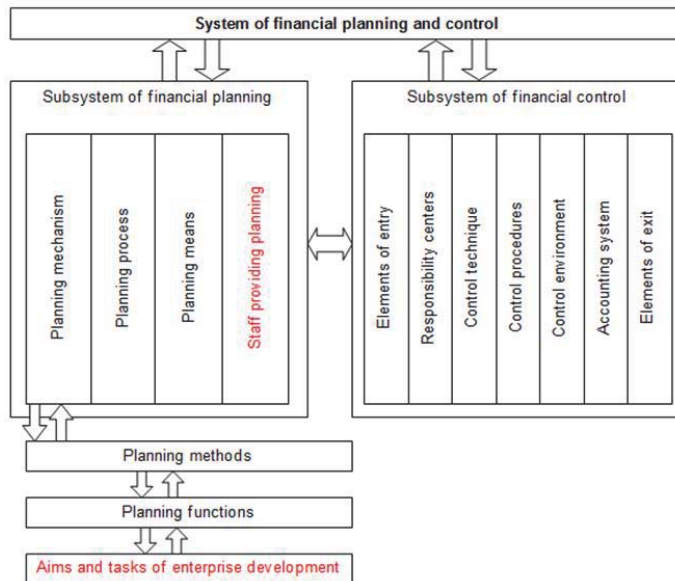 System of financial planning and control
Subsystem of financial planning
Planning mechanism
Planning process
Planning means
Staff providing planning
Subsystem of financial control
Elements of entry
Responsibility centers
Control technique
Control procedures
Control environment
Accounting system
Elements of exit
Planning methods
Planning functions
Aims and tasks of enterprise development